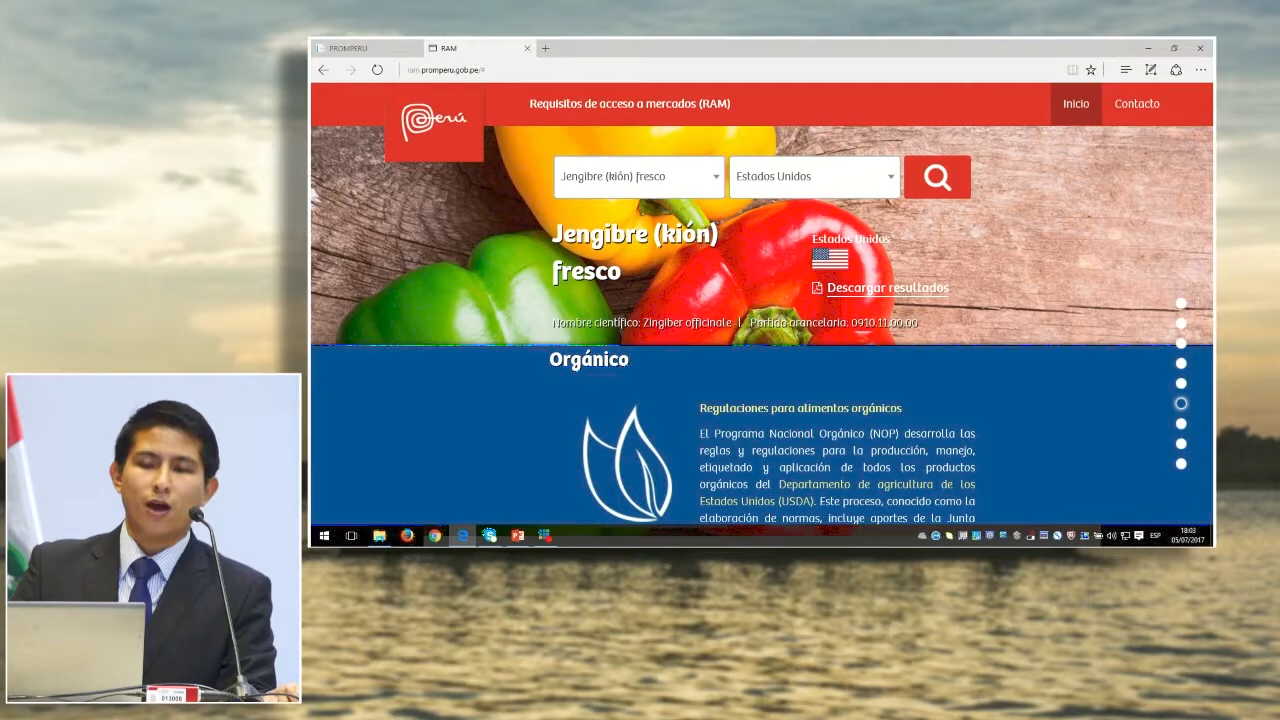 PROMPERU
RAM
ram.promperu.gob.pe/#
Perú
Requisitos de acceso a mercados (RAM)
Inicio
Contacto
Jengibre (kión) fresco
Estados Unidos
Jengibre (kión)
fresco
Estados Unidos
Descargar resultados
Nombre científico: Zingiber officinale | Partida arancelaria: 0910.11.00.00
Orgánico
Regulaciones para alimentos orgánicos
El Programa Nacional Orgánico (NOP) desarrolla las
reglas y regulaciones para la producción, manejo,
etiquetado y aplicación de todos los productos
orgánicos del Departamento de agricultura de los
Estados Unidos (USDA). Este proceso, conocido como la
elaboración de normas, incluye aportes de la Junta
ESP
18:03
05/07/2017
013008